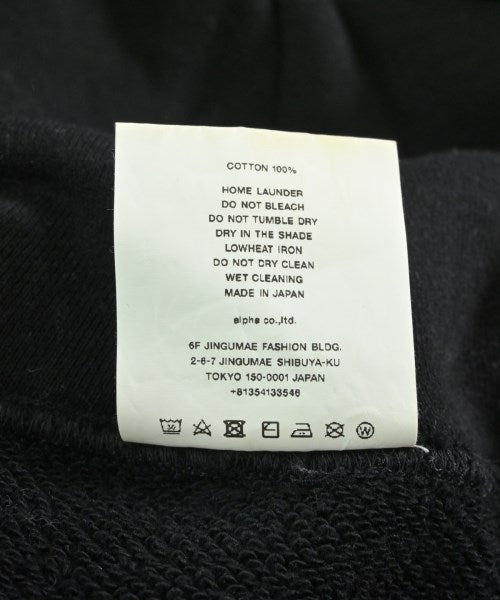 COTTON 100%
HOME LAUNDER
DO NOT BLEACH
DO NOT TUMBLE DRY
DRY IN THE SHADE
LOWHEAT IRON
DO NOT DRY CLEAN
WET CLEANING
MADE IN JAPAN
alpha co.,ltd.
6F JINGUMAE FASHION BLDG.
2-6-7 JINGUMAE SHIBUYA-KU
TOKYO 150-0001 JAPAN
+81354133546
30 W